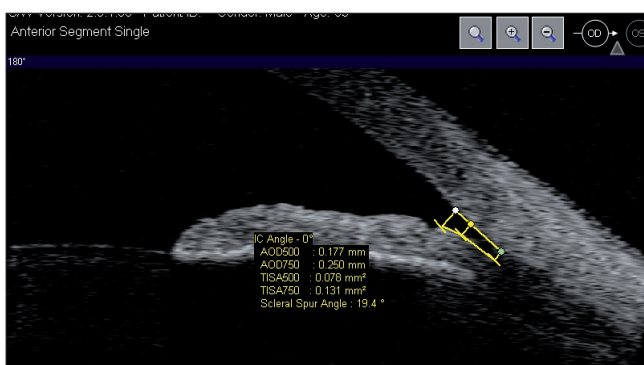 Anterior Segment Single
OD
OS
180°
IC Angle - 0°
AOD500 : 0.177 mm
AOD750 : 0.250 mm
TISA500 : 0.078 mm²
TISA750 : 0.131 mm²
Scleral Spur Angle : 19.4 °